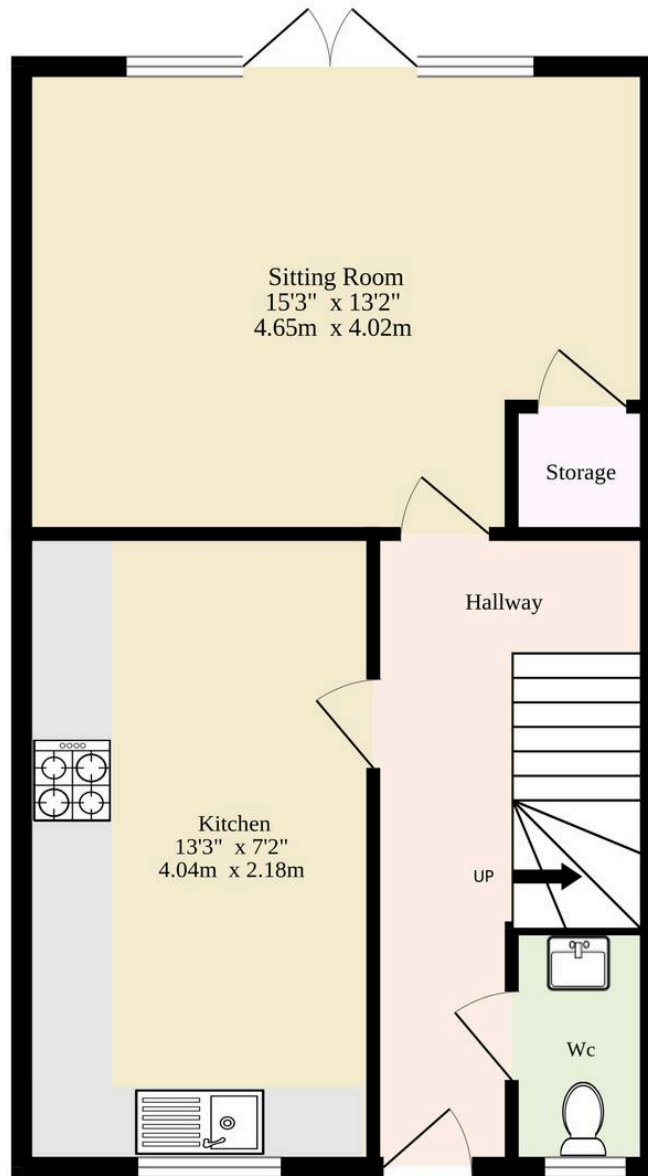 Sitting Room
15'3" x 13'2"
4.65m x 4.02m
Storage
Hallway
Kitchen
13'3" x 7'2"
4.04m x 2.18m
UP
Wc